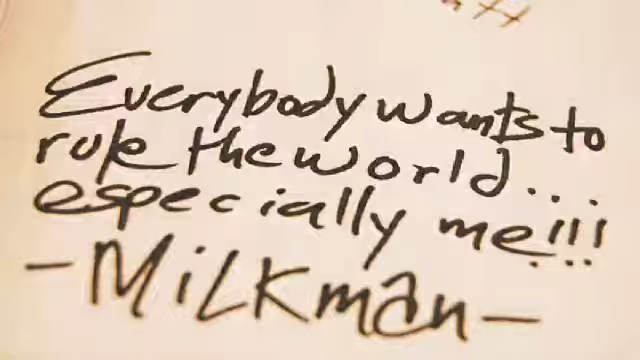 Everybody wants to
rule the world...
especially me!!!
-MilKman-